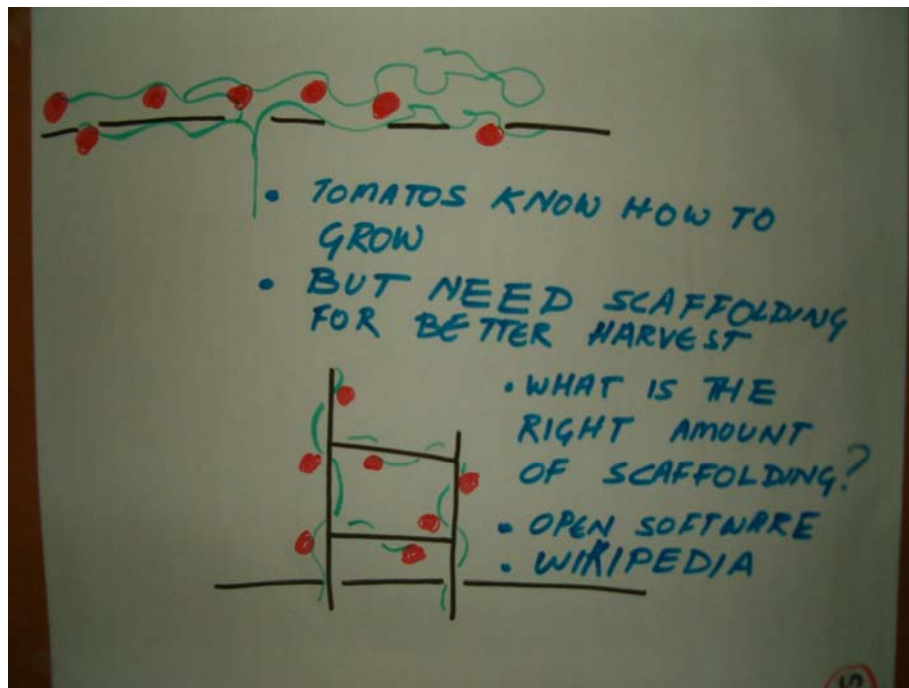 • TOMATOS KNOW HOW TO
GROW
• BUT NEED SCAFFOLDING
FOR BETTER HARVEST
• WHAT IS THE
RIGHT AMOUNT
OF SCAFFOLDING?
• OPEN SOFTWARE
• WIKIPEDIA